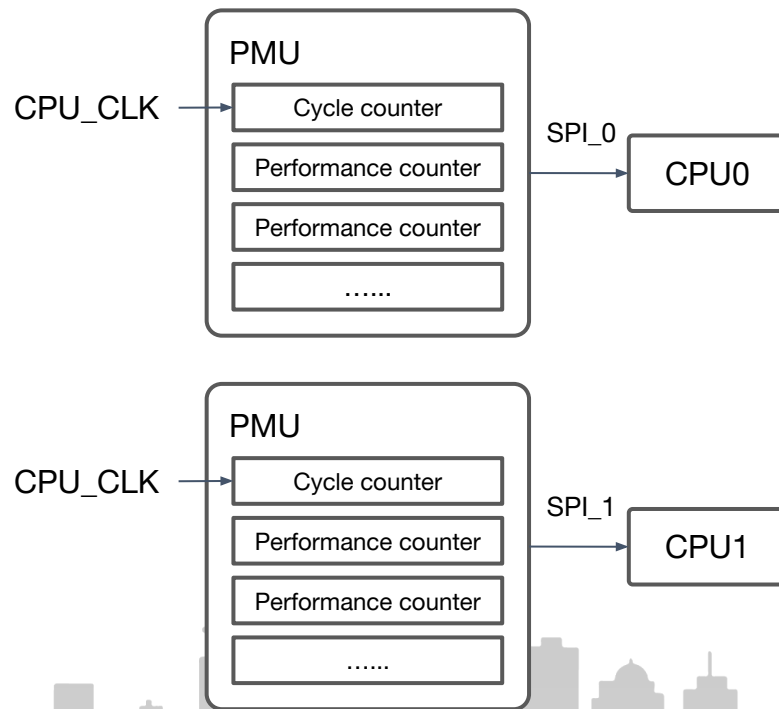 PMU
CPU_CLK
Cycle counter
SPI_0
Performance counter
CPU0
Performance counter
…...
PMU
CPU_CLK
Cycle counter
SPI_1
Performance counter
CPU1
Performance counter
…...